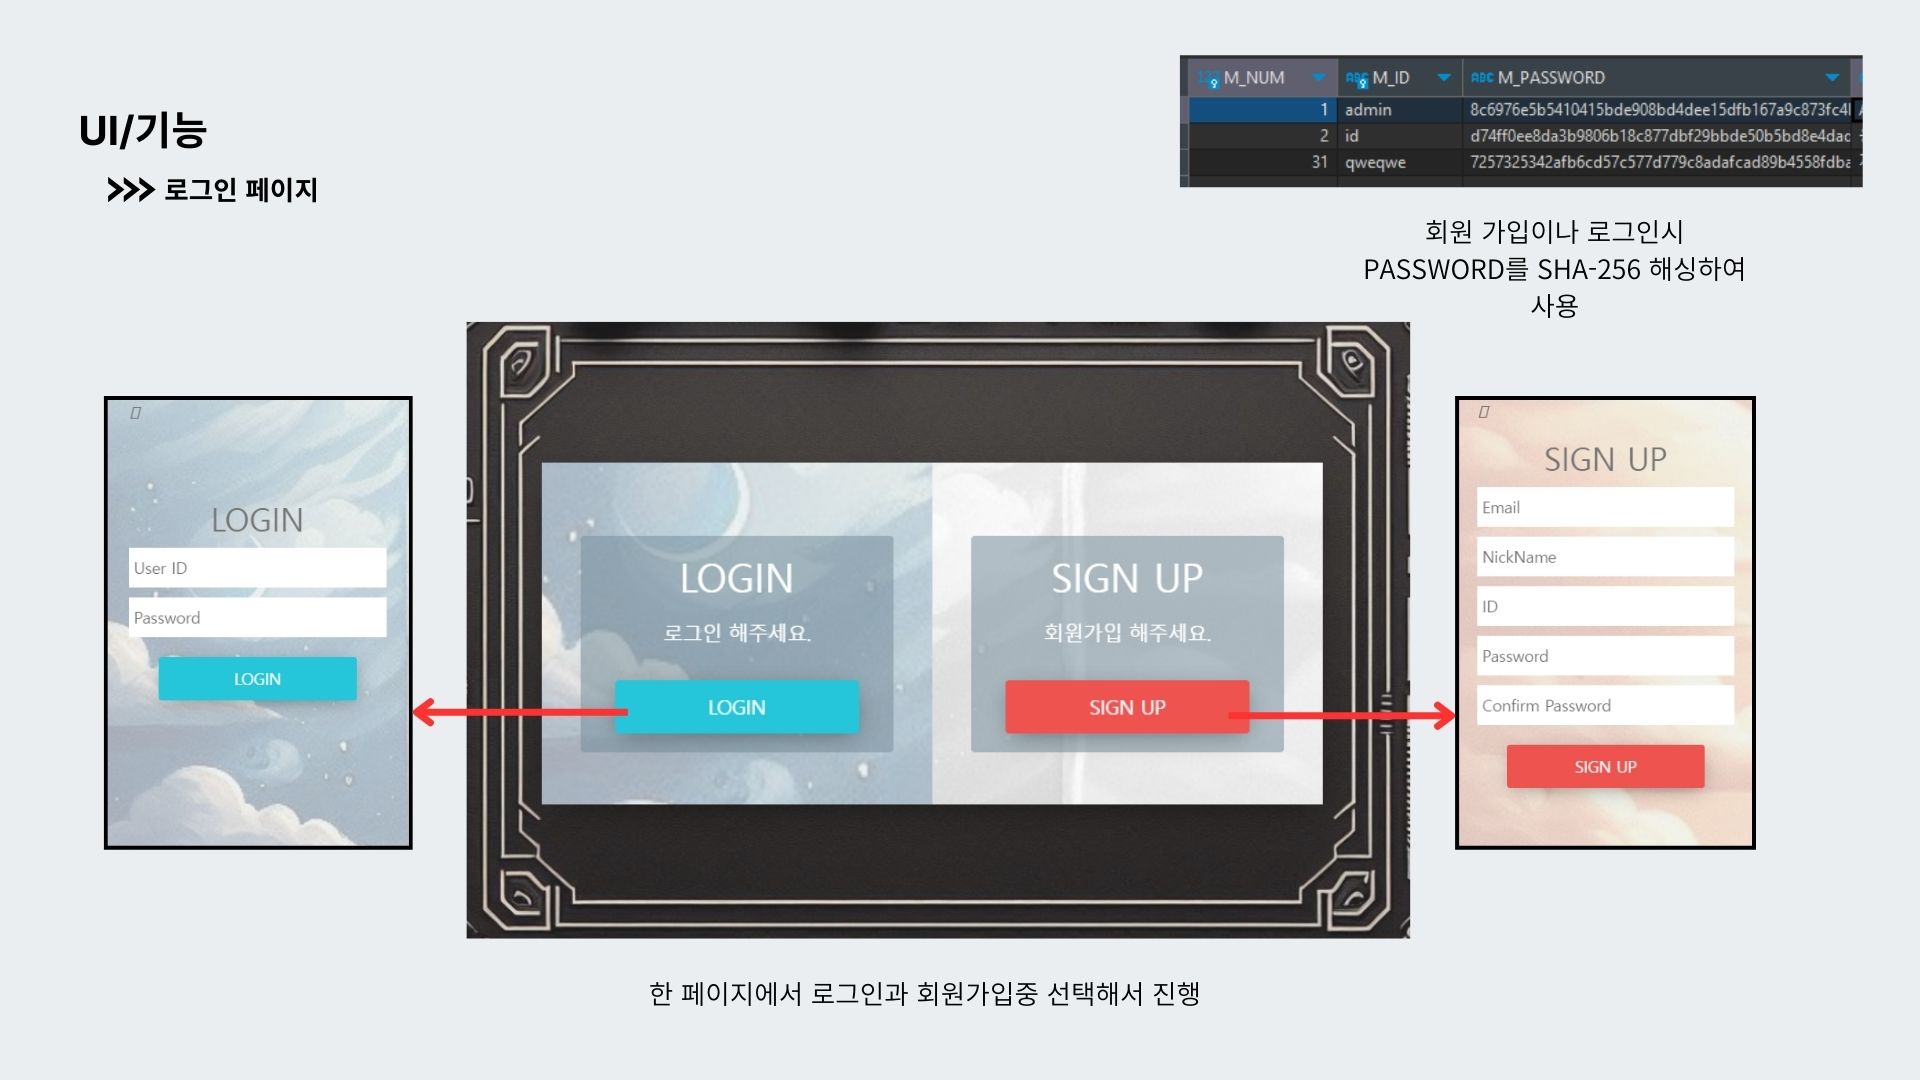 UI/기능
>>> 로그인 페이지
M_NUM M_ID M_PASSWORD
1 admin 8c6976e5b5410415bde908bd4dee15dfb167a9c873fc4
2 id d74ff0ee8da3b9806b18c877dbf29bbde50b5bd8e4dac
31 qweqwe 7257325342afb6cd57c577d779c8adafcad89b4558fdba
회원 가입이나 로그인시
PASSWORD를 SHA-256 해싱하여
사용
LOGIN
User ID
Password
LOGIN
LOGIN
로그인 해주세요.
LOGIN
SIGN UP
회원가입 해주세요.
SIGN UP
SIGN UP
Email
NickName
ID
Password
Confirm Password
SIGN UP
한 페이지에서 로그인과 회원가입중 선택해서 진행